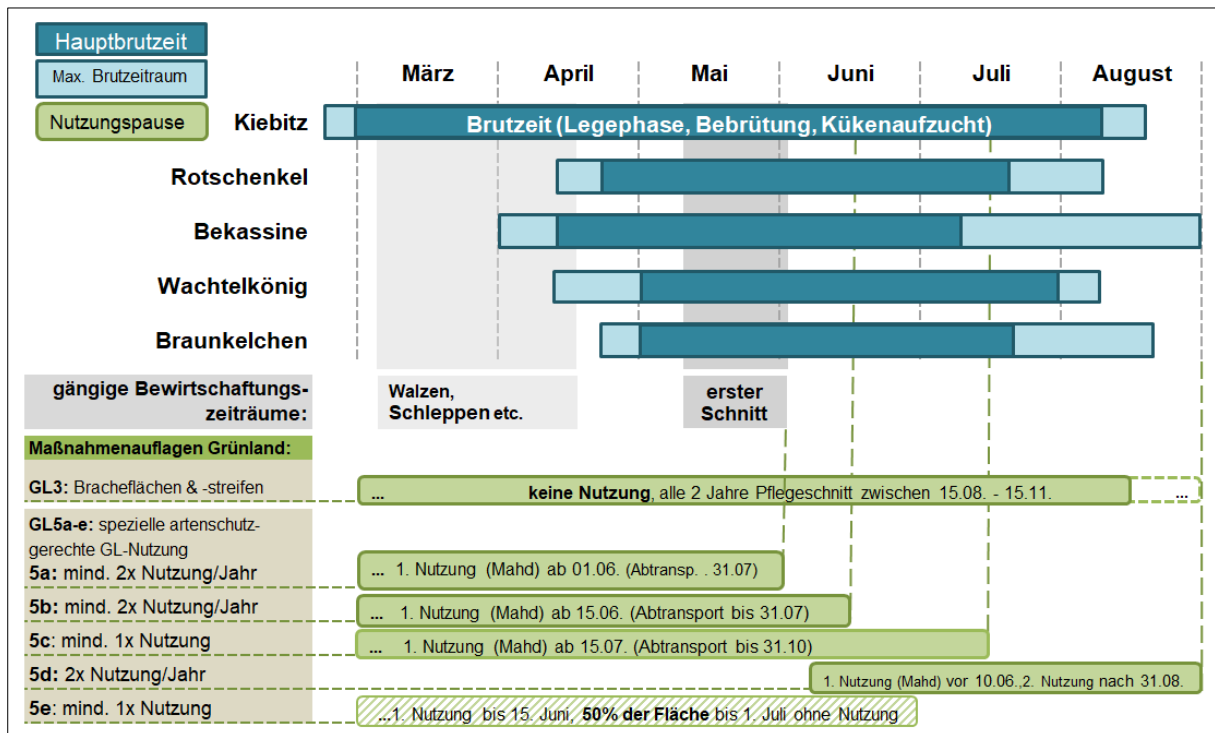 Hauptbrutzeit
Max. Brutzeitraum
Nutzungspause
März April Mai Juni Juli August
Kiebitz
Brutzeit (Legephase, Bebrütung, Kükenaufzucht)
Rotschenkel
Bekassine
Wachtelkönig
Braunkelchen
gängige Bewirtschaftungs-
zeiträume:
Walzen,
Schleppen etc.
erster
Schnitt
Maßnahmenauflagen Grünland:
GL3: Bracheflächen & -streifen
... keine Nutzung, alle 2 Jahre Pflegeschnitt zwischen 15.08. - 15.11. ...
GL5a-e: spezielle artenschutz-
gerechte GL-Nutzung
5a: mind. 2x Nutzung/Jahr
... 1. Nutzung (Mahd) ab 01.06. (Abtransp. . 31.07)
5b: mind. 2x Nutzung/Jahr
... 1. Nutzung (Mahd) ab 15.06. (Abtransport bis 31.07)
5c: mind. 1x Nutzung
... 1. Nutzung (Mahd) ab 15.07. (Abtransport bis 31.10)
5d: 2x Nutzung/Jahr
1. Nutzung (Mahd) vor 10.06.,2. Nutzung nach 31.08.
5e: mind. 1x Nutzung
...1. Nutzung bis 15. Juni, 50% der Fläche bis 1. Juli ohne Nutzung